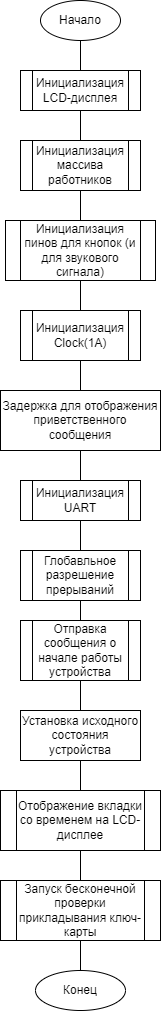 Начало
Инициализация
LCD-дисплея
Инициализация
массива
работников
Инициализация
пинов для кнопок (и
для звукового
сигнала)
Инициализация
Clock(1A)
Задержка для отображения
приветственного
сообщения
Инициализация
UART
Глобавльное
разрешение
прерываний
Отправка
сообщения о
начале работы
устройства
Установка исходного
состояния
устройства
Отображение вкладки
со временем на LCD-
дисплее
Запуск бесконечной
проверки
прикладывания ключ-
карты
Конец